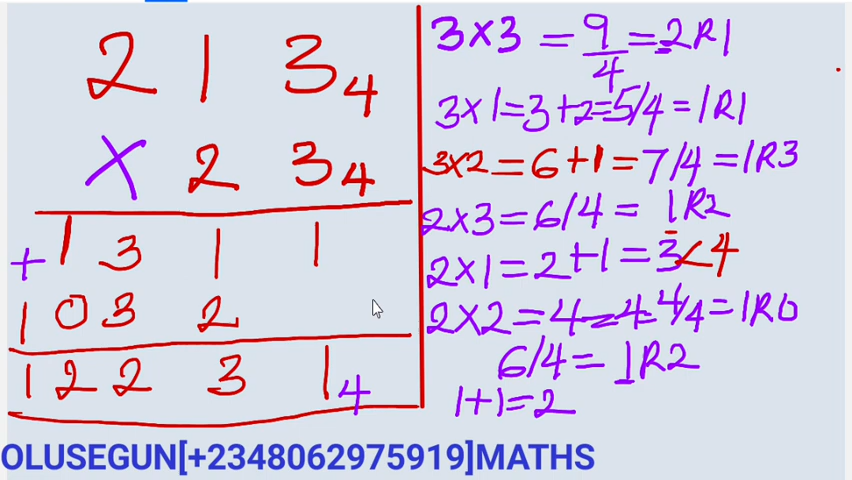 2 1 3₄
× 2 3₄
1 3 1 1
+
1 0 3 2
1 2 2 3 1₄
3×3 = 9/4 = 2R1
3×1=3+2=5/4=1R1
3×2=6+1=7/4=1R3
2×3=6/4=1R2
2×1=2+1=3<4
2×2=4=4=4/4=1R0
6/4=1R2
1+1=2
OLUSEGUN[+2348062975919]MATHS